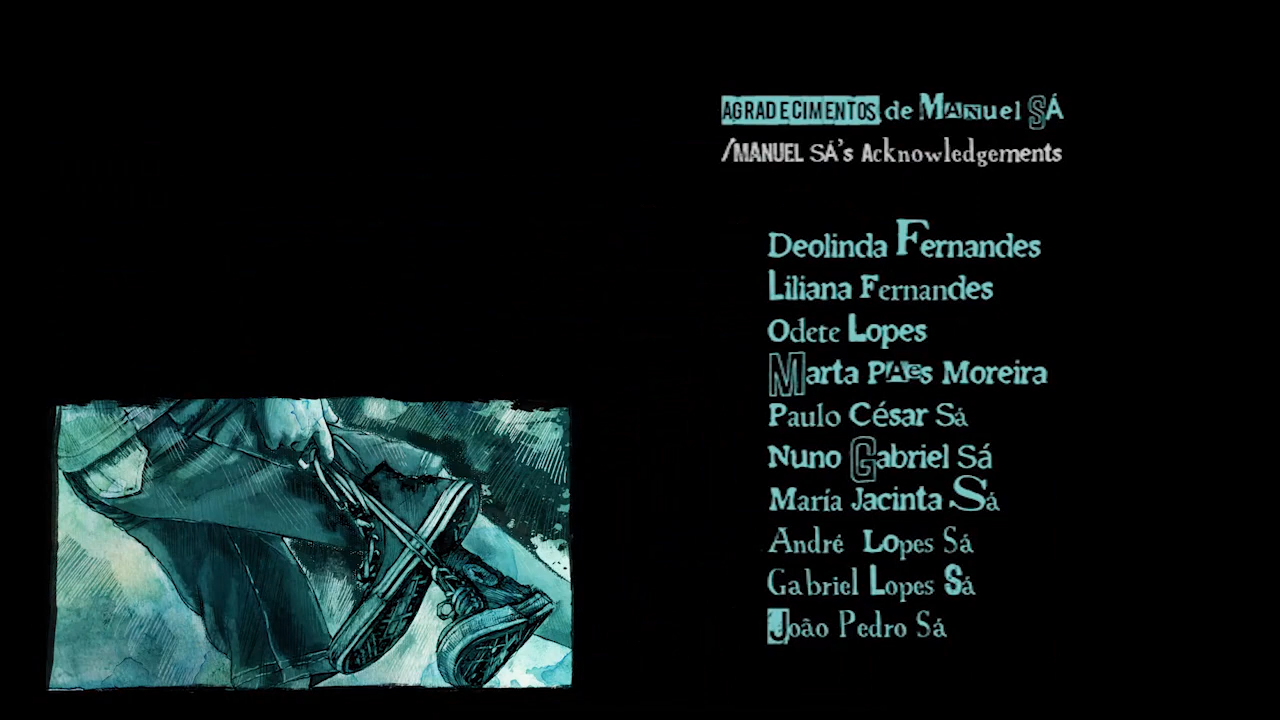 AGRADECIMENTOS de Manuel SÁ
/MANUEL SÁ's Acknowledgements
Deolinda Fernandes
Liliana Fernandes
Odete Lopes
Marta PAes Moreira
Paulo César Sá
Nuno Gabriel Sá
María Jacinta Sá
André Lopes Sá
Gabriel Lopes Sá
João Pedro Sá